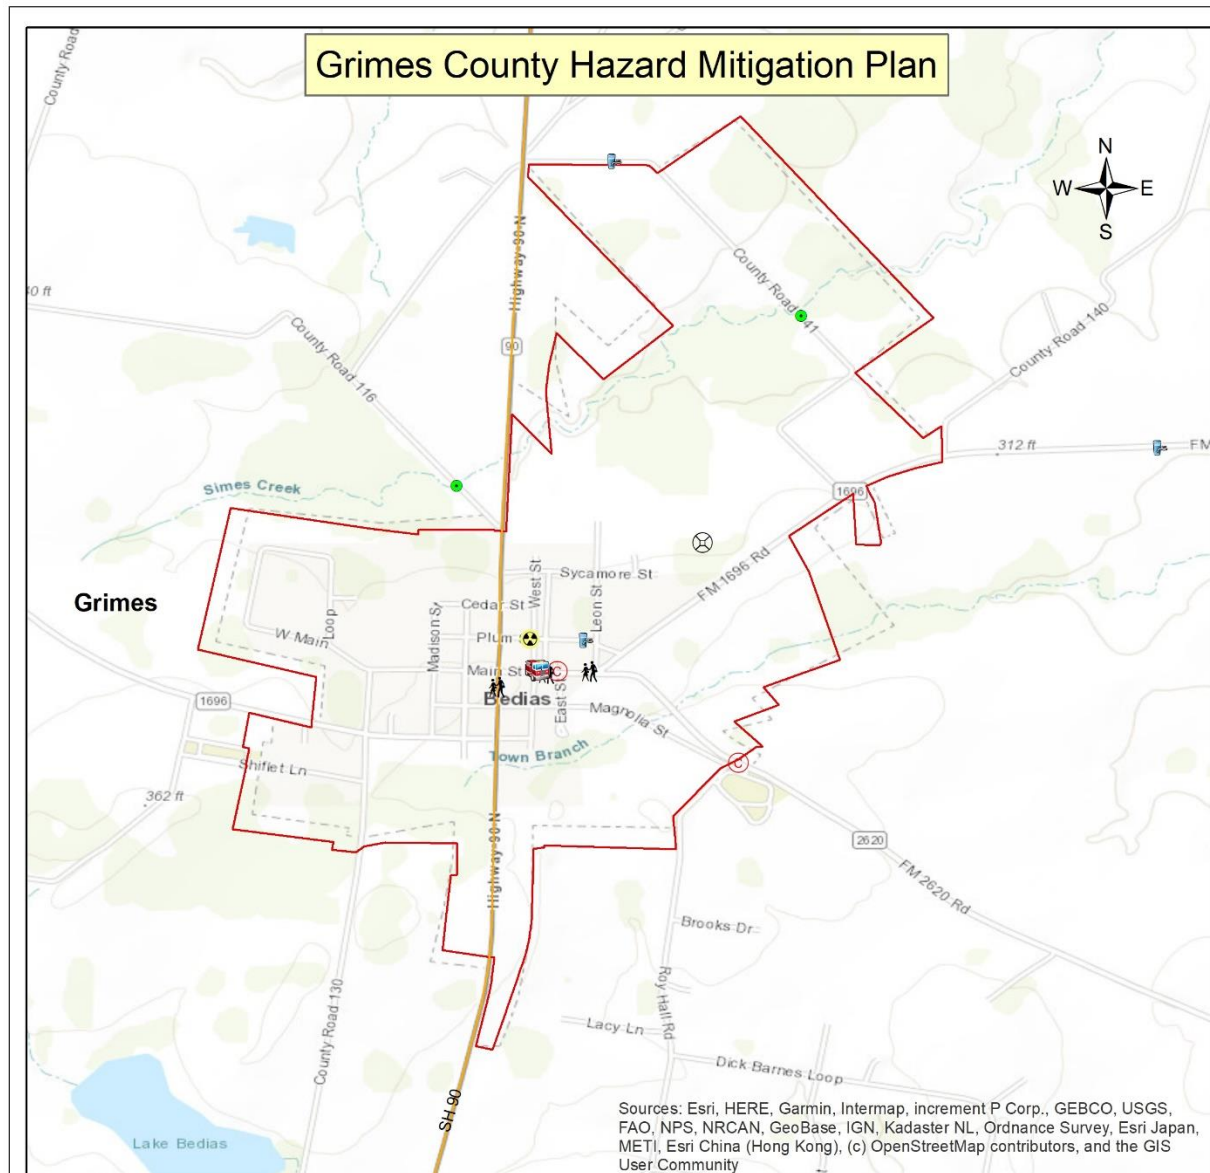 Grimes County Hazard Mitigation Plan
County Road
N
W
E
S
Highway 90 N
County Road 141
30 ft
County Road 116
90
County Road 140
312 ft
FM
Simes Creek
1696
FM 1696 Rd
West St
Sycamore St
Leon St
Grimes
Cedar St
Loop
W Main
Madison S
Plum S
Main St
C
Bedias
East St
1696
Magnolia St
Town Branch
Shiflet Ln
C
362 ft
Highway 90 N
2620
FM 2620 Rd
Brooks Dr
Roy Hall Rd
County Road 130
Lacy Ln
Dick Barnes Loop
SH 90
Lake Bedias
Sources: Esri, HERE, Garmin, Intermap, increment P Corp., GEBCO, USGS,
FAO, NPS, NRCAN, GeoBase, IGN, Kadaster NL, Ordnance Survey, Esri Japan,
METI, Esri China (Hong Kong), (c) OpenStreetMap contributors, and the GIS
User Community